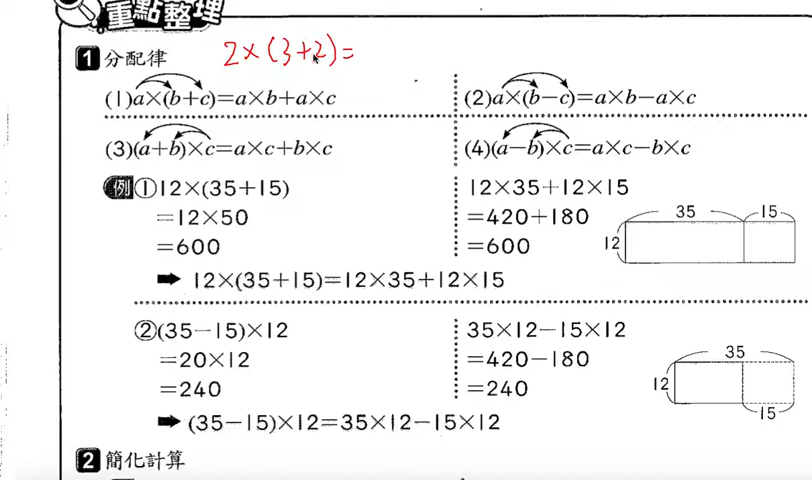 重點整理
1 分配律 2×(3+2)=
(1)a×(b+c)=a×b+a×c (2)a×(b−c)=a×b−a×c
(3)(a+b)×c=a×c+b×c (4)(a−b)×c=a×c−b×c
例 ①12×(35+15) 12×35+12×15
=12×50 =420+180 35 15
=600 =600 12
➡ 12×(35+15)=12×35+12×15
②(35−15)×12 35×12−15×12
=20×12 =420−180 35
=240 =240 12
➡ (35−15)×12=35×12−15×12 15
2 簡化計算